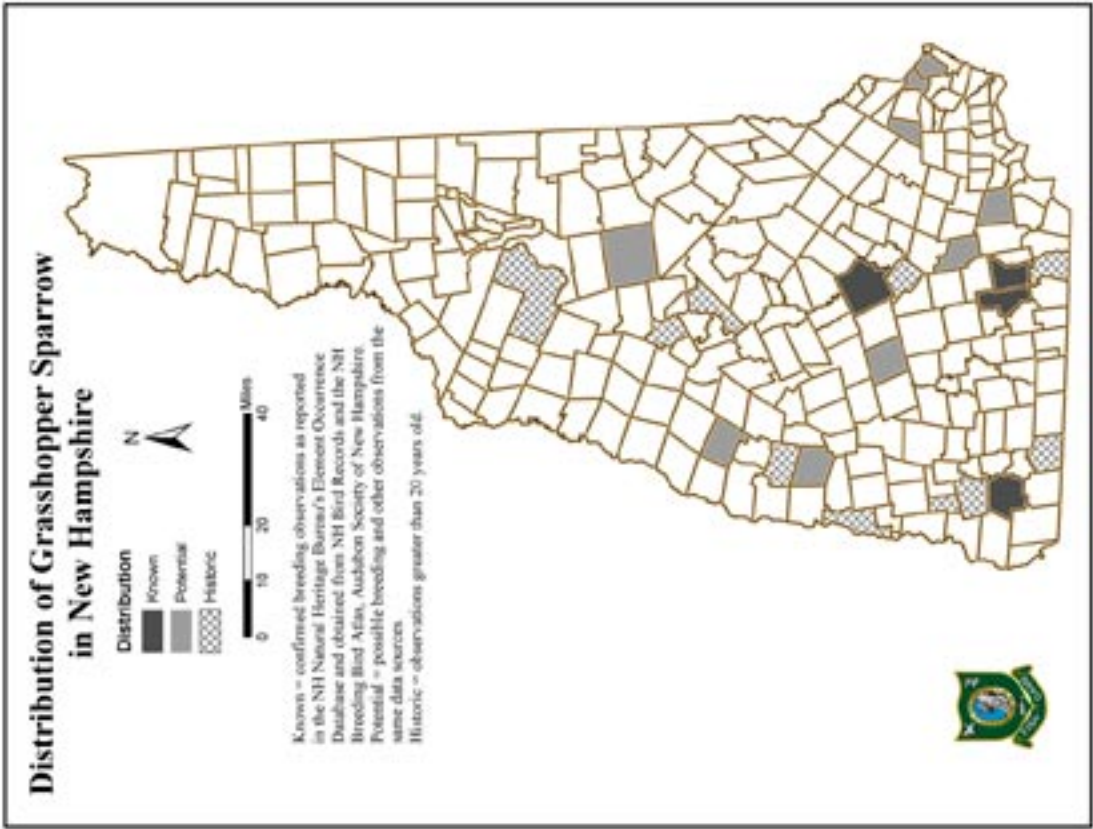 Distribution of Grasshopper Sparrow
in New Hampshire
N
Distribution
Known
Potential
Historic
0 10 20 40
Miles
Known = confirmed breeding observations as reported
in the NH Natural Heritage Bureau's Element Occurrence
Database and obtained from NH Bird Records and the NH
Breeding Bird Atlas, Audubon Society of New Hampshire.
Potential = possible breeding and other observations from the
same data sources
Historic = observations greater than 20 years old.